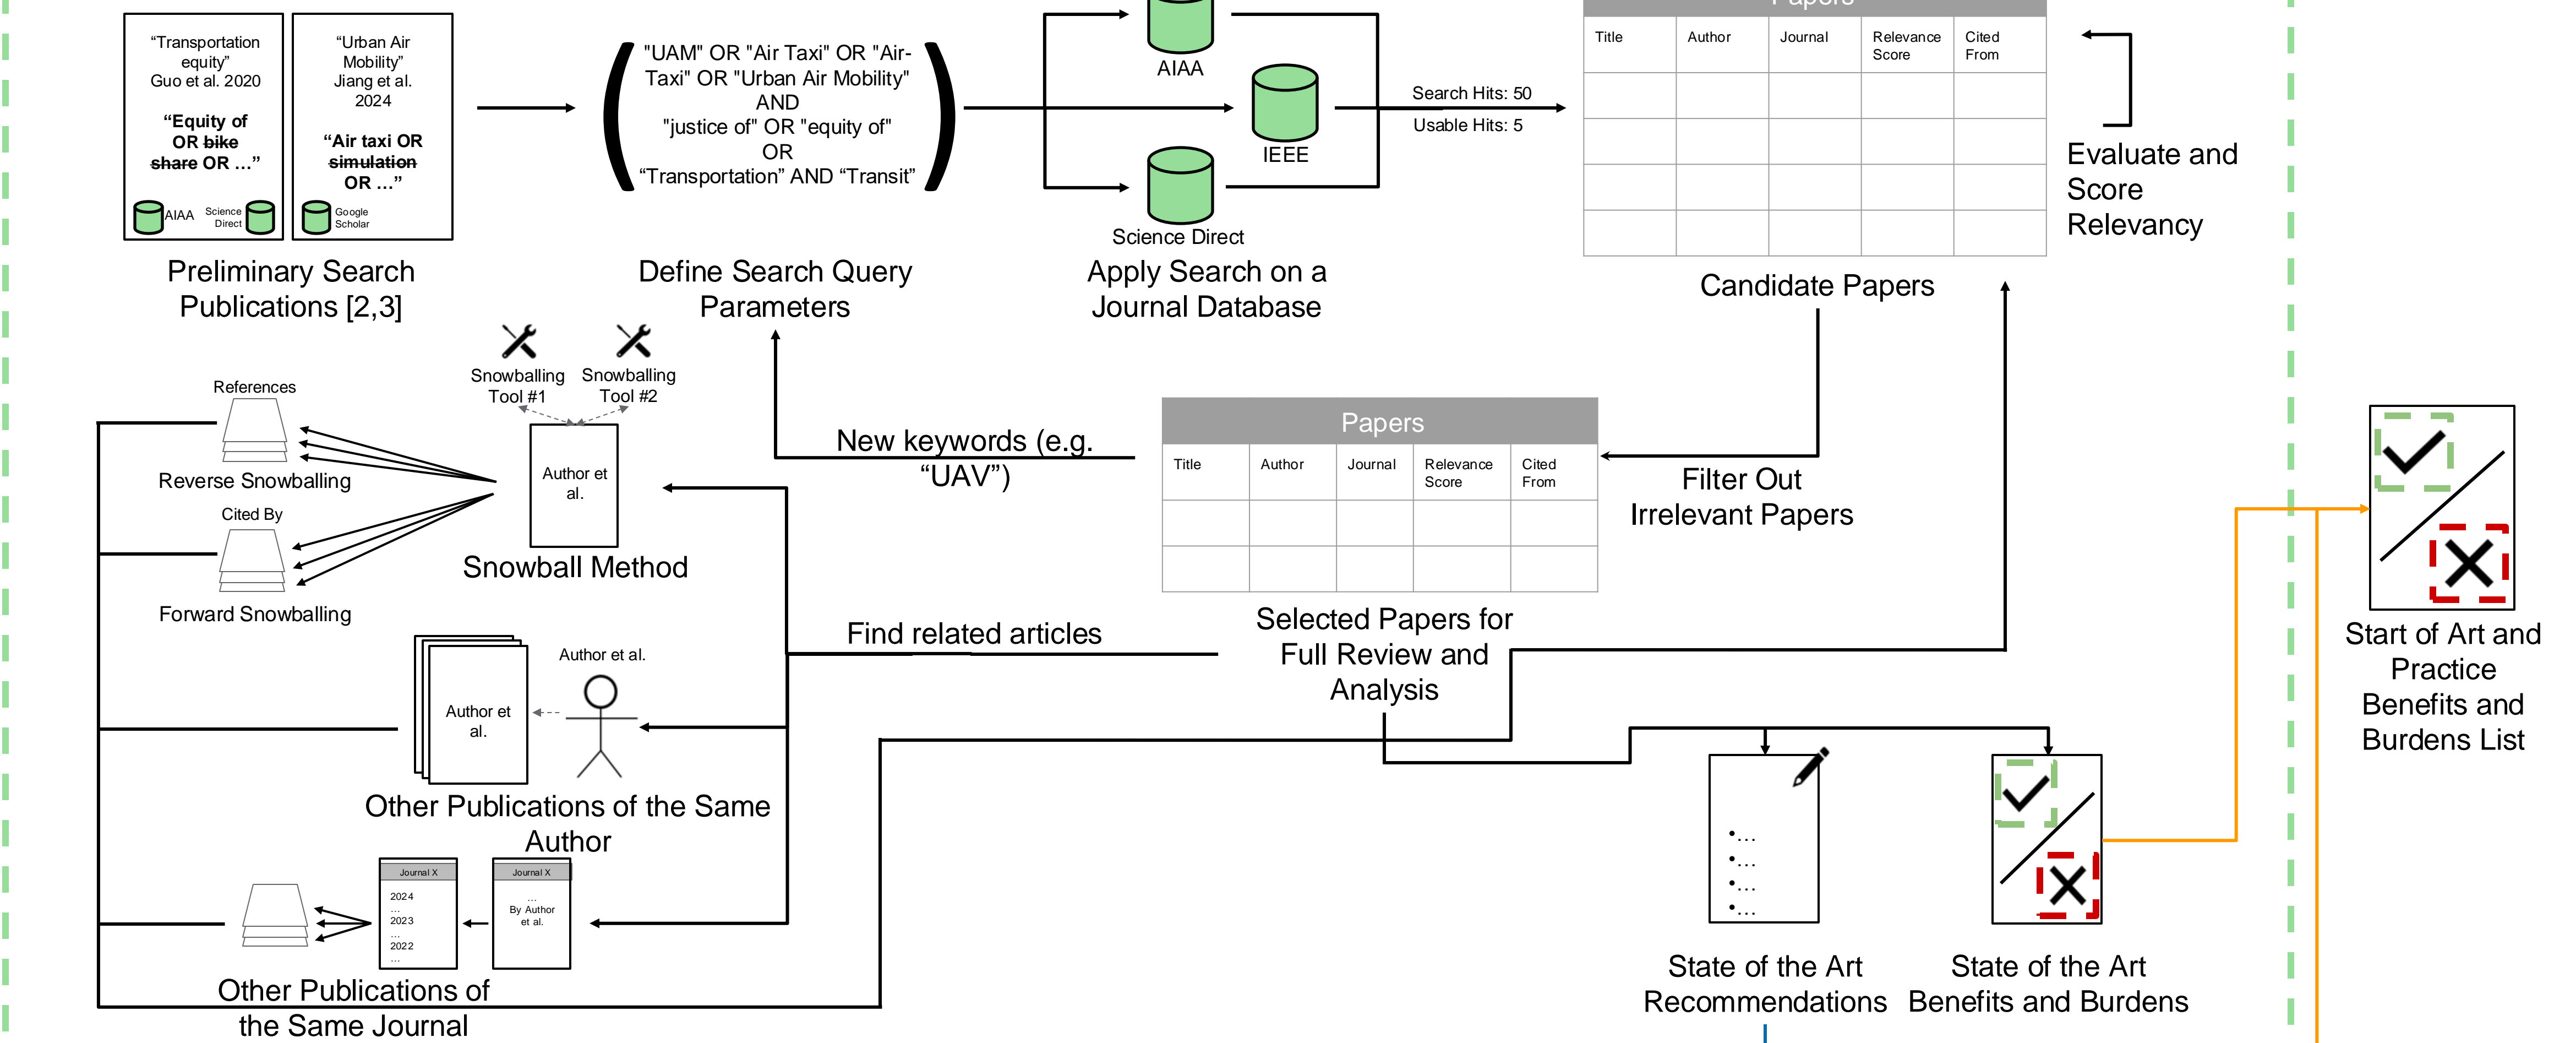 Papers
“Transportation
equity”
Guo et al. 2020
“Equity of
OR bike
share OR ...”
AIAA
Science
Direct
“Urban Air
Mobility”
Jiang et al.
2024
“Air taxi OR
simulation
OR ...”
Google
Scholar
Preliminary Search
Publications [2,3]
"UAM" OR "Air Taxi" OR "Air-
Taxi" OR "Urban Air Mobility"
AND
"justice of" OR "equity of"
OR
“Transportation” AND “Transit”
Define Search Query
Parameters
AIAA
IEEE
Science Direct
Apply Search on a
Journal Database
Search Hits: 50
Usable Hits: 5
Title
Author
Journal
Relevance
Score
Cited
From
Candidate Papers
Evaluate and
Score
Relevancy
Snowballing
Tool #1
Snowballing
Tool #2
References
Reverse Snowballing
Cited By
Forward Snowballing
Author et
al.
Snowball Method
New keywords (e.g.
“UAV”)
Papers
Title
Author
Journal
Relevance
Score
Cited
From
Filter Out
Irrelevant Papers
Selected Papers for
Full Review and
Analysis
Find related articles
Author et al.
Author et
al.
Other Publications of the Same
Author
Journal X
2024
...
2023
...
2022
...
Journal X
...
By Author
et al.
Other Publications of
the Same Journal
•...
•...
•...
•...
State of the Art
Recommendations
State of the Art
Benefits and Burdens
Start of Art and
Practice
Benefits and
Burdens List